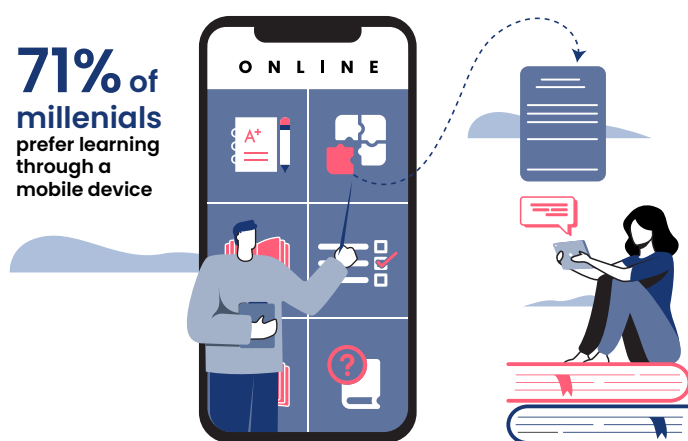 71% of
millenials
prefer learning
through a
mobile device
ONLINE
A+
?